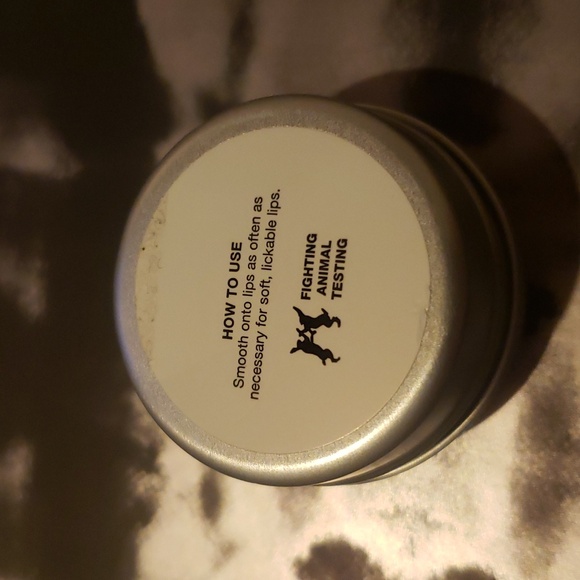 HOW TO USE
Smooth onto lips as often as
necessary for soft, lickable lips.
FIGHTING
ANIMAL
TESTING